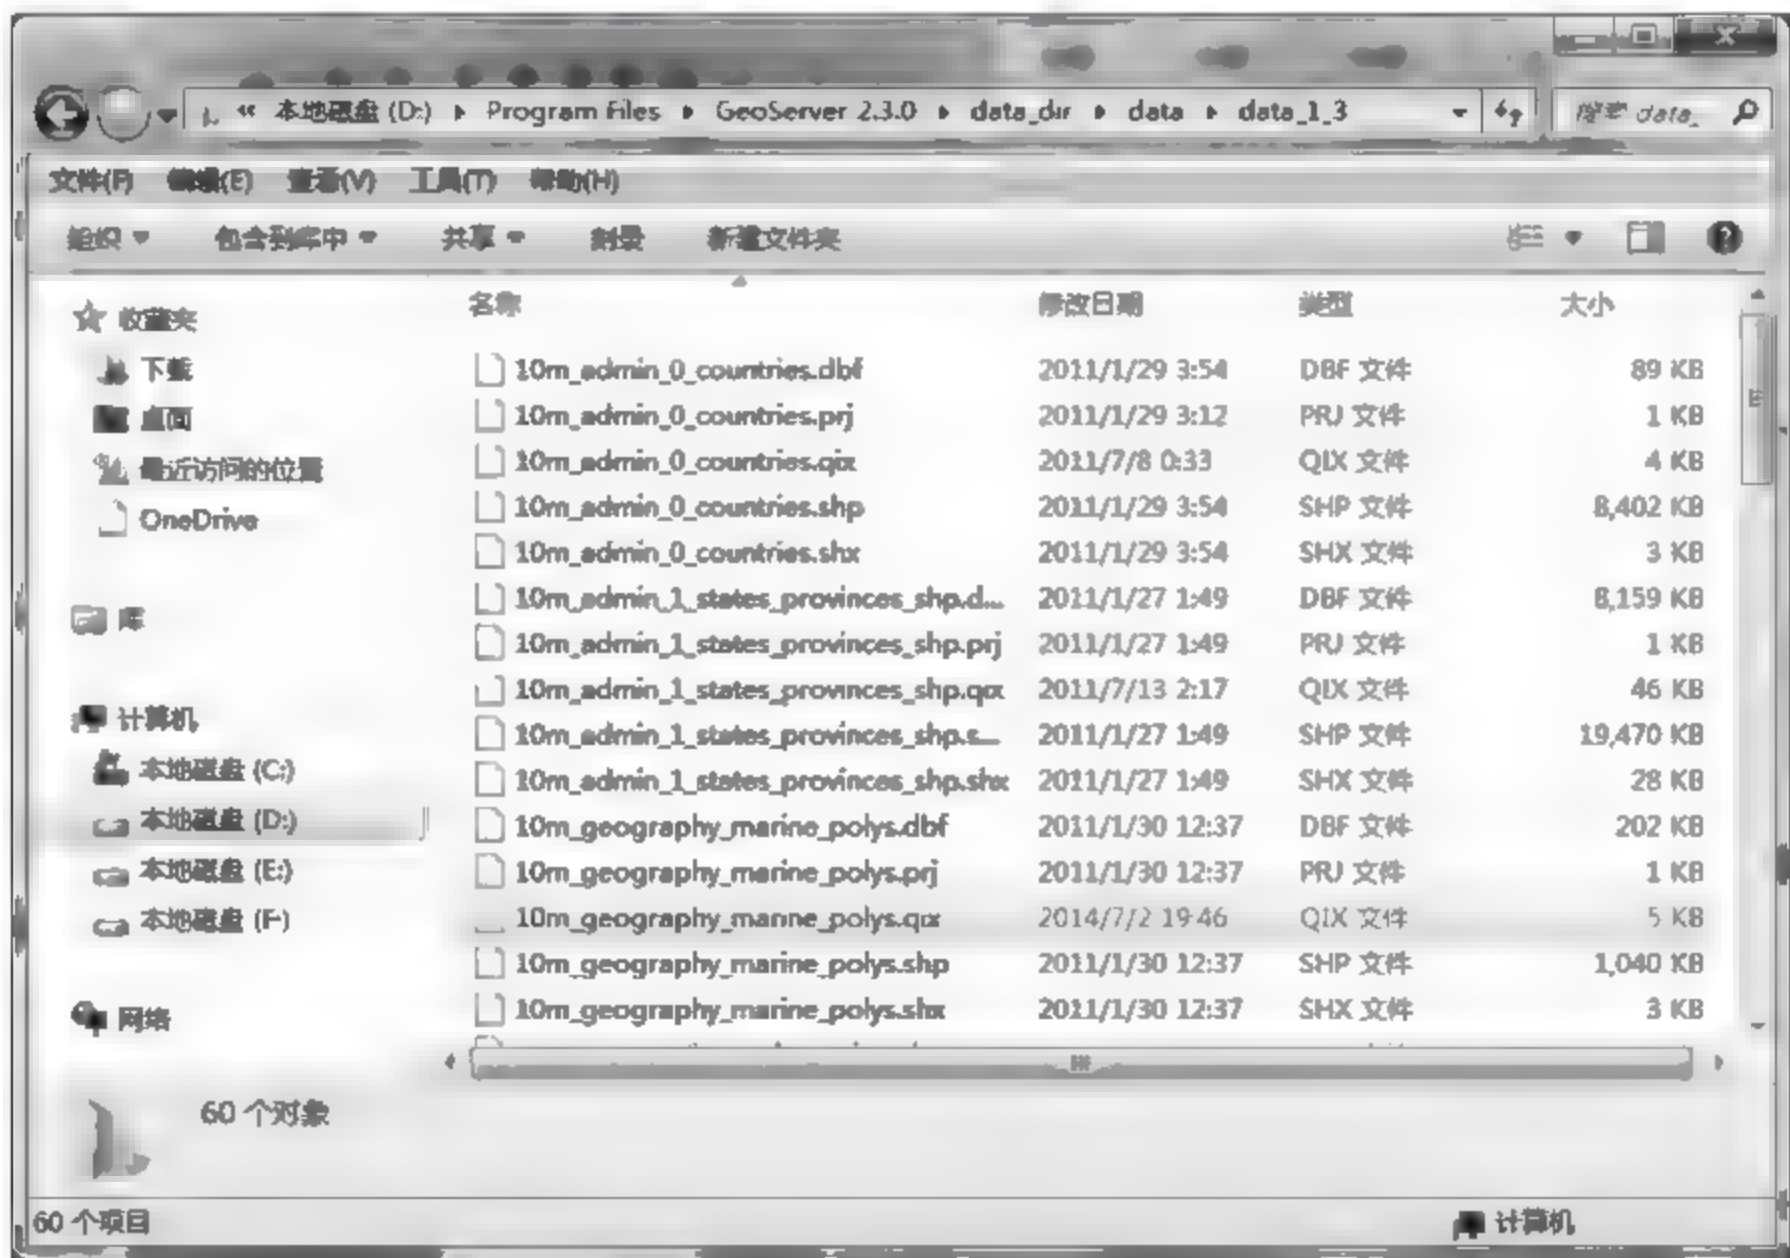 « 本地磁盘 (D:) ▸ Program Files ▸ GeoServer 2.3.0 ▸ data_dir ▸ data ▸ data_1_3 搜索 data_
文件(F) 编辑(E) 查看(V) 工具(T) 帮助(H)
组织 包含到库中 共享 刻录 新建文件夹
收藏夹
下载
桌面
最近访问的位置
OneDrive
库
计算机
本地磁盘 (C:)
本地磁盘 (D:)
本地磁盘 (E:)
本地磁盘 (F:)
网络
名称 修改日期 类型 大小
10m_admin_0_countries.dbf 2011/1/29 3:54 DBF 文件 89 KB
10m_admin_0_countries.prj 2011/1/29 3:12 PRJ 文件 1 KB
10m_admin_0_countries.qix 2011/7/8 0:33 QIX 文件 4 KB
10m_admin_0_countries.shp 2011/1/29 3:54 SHP 文件 8,402 KB
10m_admin_0_countries.shx 2011/1/29 3:54 SHX 文件 3 KB
10m_admin_1_states_provinces_shp.d... 2011/1/27 1:49 DBF 文件 8,159 KB
10m_admin_1_states_provinces_shp.prj 2011/1/27 1:49 PRJ 文件 1 KB
10m_admin_1_states_provinces_shp.qix 2011/7/13 2:17 QIX 文件 46 KB
10m_admin_1_states_provinces_shp.s... 2011/1/27 1:49 SHP 文件 19,470 KB
10m_admin_1_states_provinces_shp.shx 2011/1/27 1:49 SHX 文件 28 KB
10m_geography_marine_polys.dbf 2011/1/30 12:37 DBF 文件 202 KB
10m_geography_marine_polys.prj 2011/1/30 12:37 PRJ 文件 1 KB
10m_geography_marine_polys.qix 2014/7/2 19:46 QIX 文件 5 KB
10m_geography_marine_polys.shp 2011/1/30 12:37 SHP 文件 1,040 KB
10m_geography_marine_polys.shx 2011/1/30 12:37 SHX 文件 3 KB
60 个对象
60 个项目 计算机